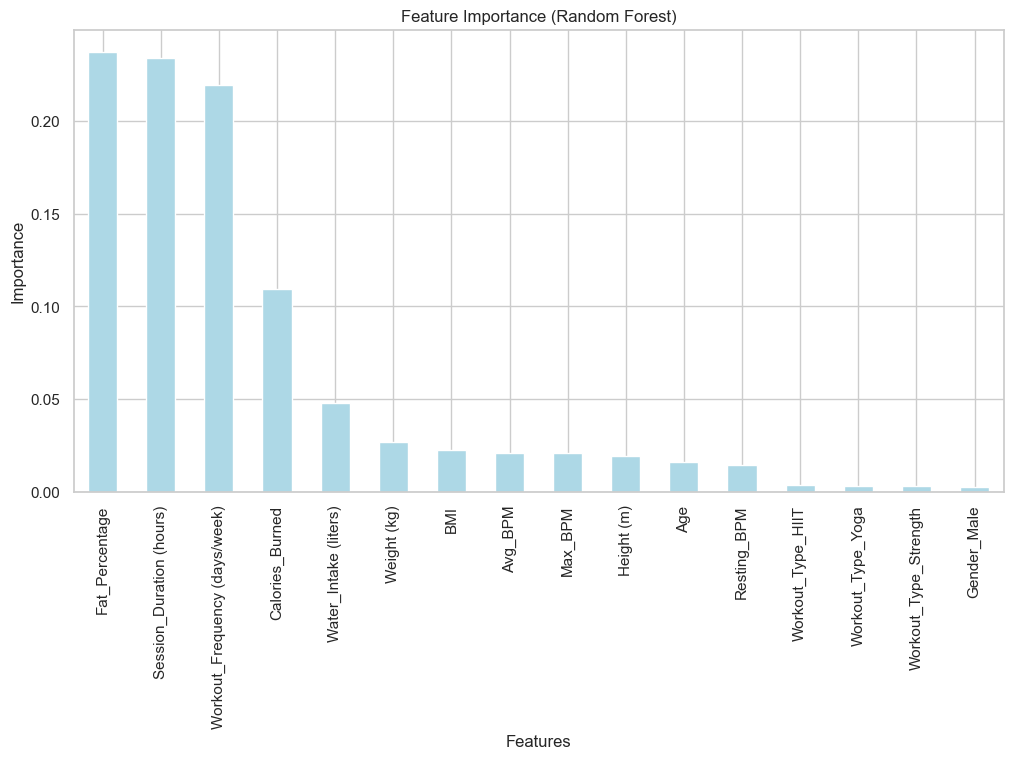 Feature Importance (Random Forest)
Importance
0.20
0.15
0.10
0.05
0.00
Fat_Percentage
Session_Duration (hours)
Workout_Frequency (days/week)
Calories_Burned
Water_Intake (liters)
Weight (kg)
BMI
Avg_BPM
Max_BPM
Height (m)
Age
Resting_BPM
Workout_Type_HIIT
Workout_Type_Yoga
Workout_Type_Strength
Gender_Male
Features